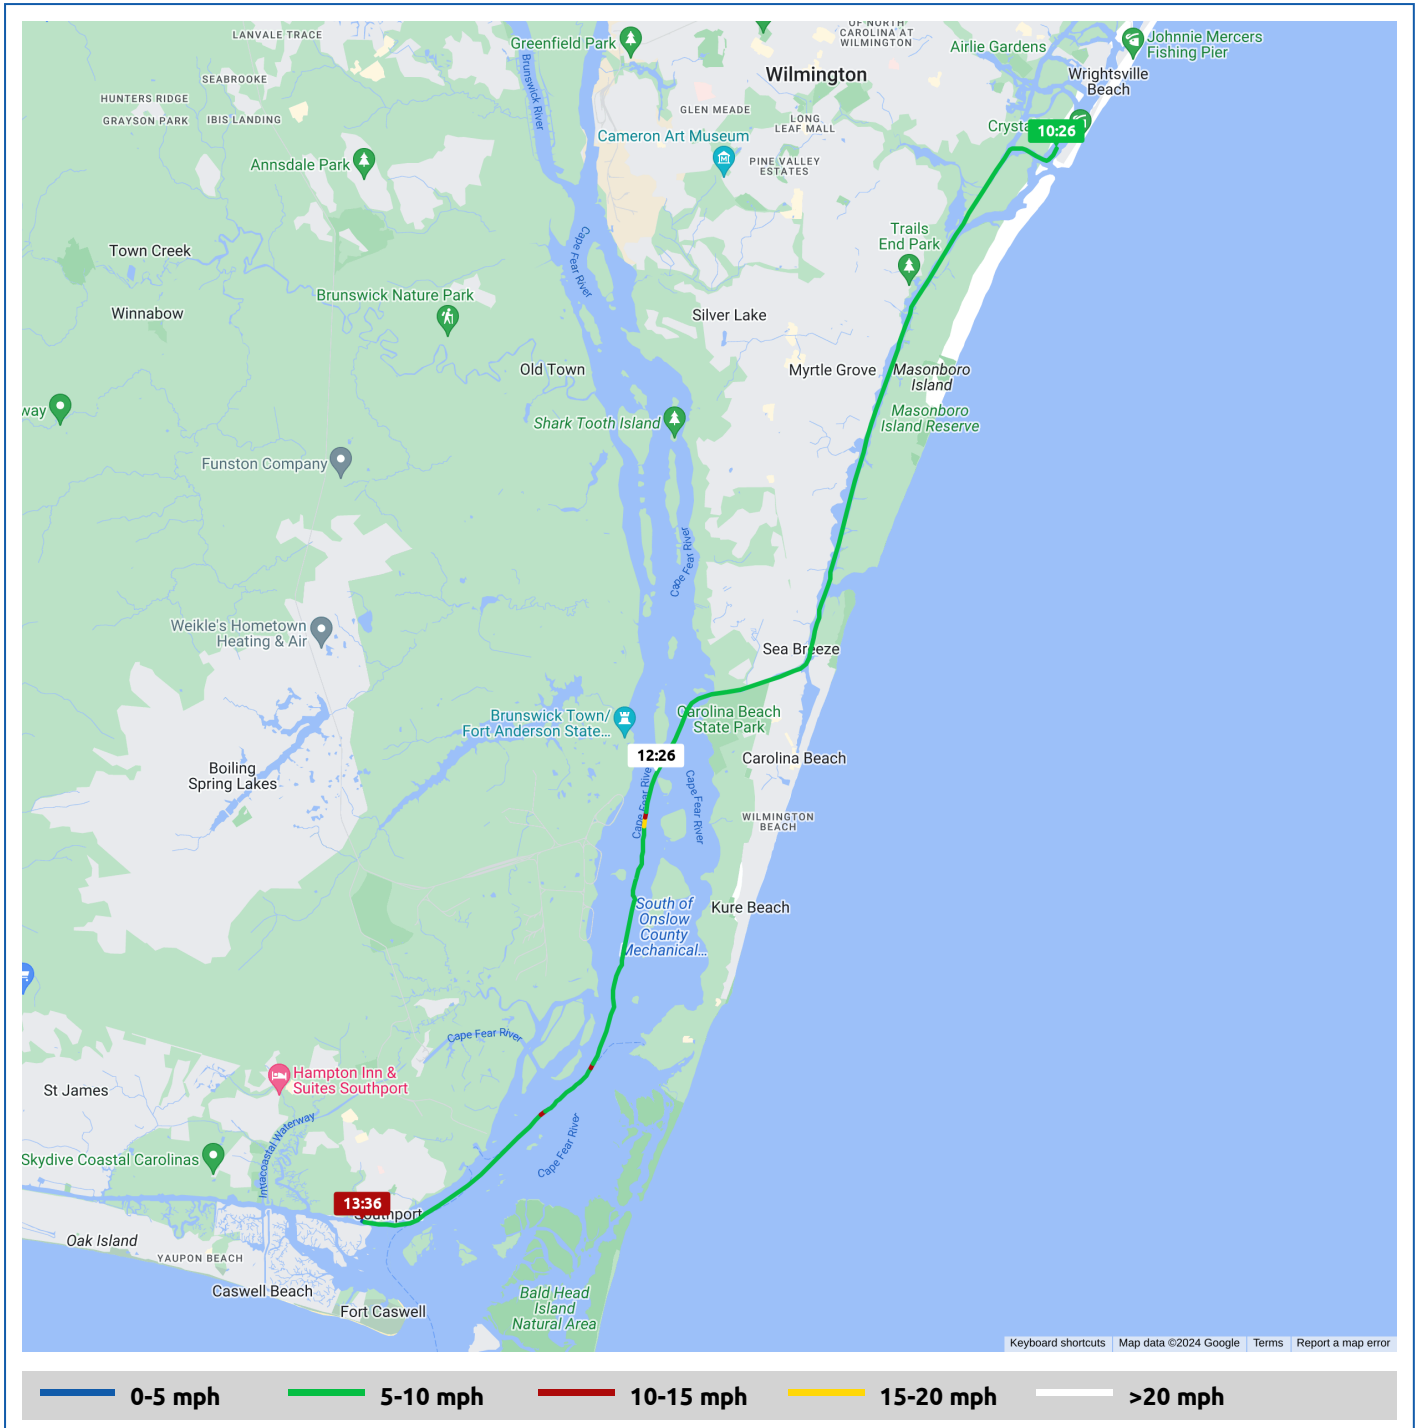 LANVALE TRACE
Greenfield Park
OF NORTH
CAROLINA AT
WILMINGTON
Airlie Gardens
Johnnie Mercers
Fishing Pier
Wilmington
Wrightsville
Beach
SEABROOKE
HUNTERS RIDGE
GRAYSON PARK
IBIS LANDING
Brunswick River
GLEN MEADE
LONG
LEAF MALL
Cameron Art Museum
Crysta
10:26
PINE VALLEY
ESTATES
Annsdale Park
Town Creek
Cape Fear River
Trails
End Park
Brunswick Nature Park
Winnabow
Silver Lake
Old Town
Myrtle Grove
Masonboro
Island
Masonboro
Island Reserve
way
Shark Tooth Island
Funston Company
Cape Fear River
Weikle's Hometown
Heating & Air
Sea Breeze
Brunswick Town/
Fort Anderson State...
Carolina Beach
State Park
12:26
Carolina Beach
Boiling
Spring Lakes
Cape Fear River
Cape Fear River
WILMINGTON
BEACH
South of
Onslow
County
Mechanical...
Kure Beach
Cape Fear River
Hampton Inn &
Suites Southport
St James
Intracoastal Waterway
Cape Fear River
Skydive Coastal Carolinas
13:36
Southport
Oak Island
YAUPON BEACH
Caswell Beach
Fort Caswell
Bald Head
Island
Natural Area
Keyboard shortcuts
Map data ©2024 Google
Terms
Report a map error
0-5 mph
5-10 mph
10-15 mph
15-20 mph
>20 mph